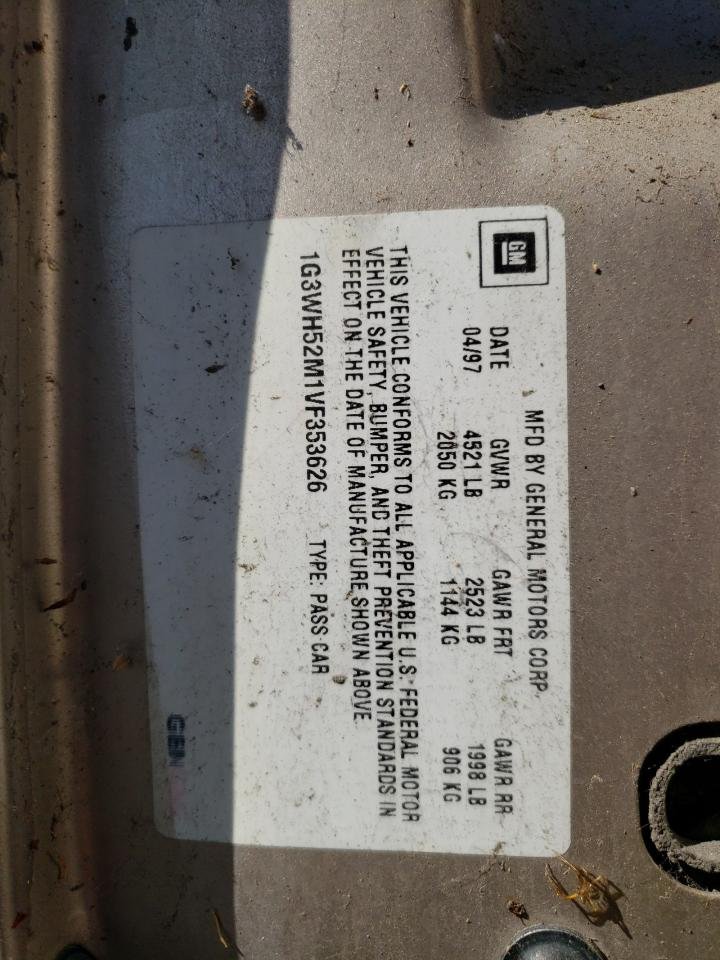 GM
MFD BY GENERAL MOTORS CORP.
DATE GVWR GAWR FRT GAWR RR
04/97 4521 LB 2523 LB 1998 LB
2050 KG 1144 KG 906 KG
THIS VEHICLE CONFORMS TO ALL APPLICABLE U.S. FEDERAL MOTOR
VEHICLE SAFETY, BUMPER, AND THEFT PREVENTION STANDARDS IN
EFFECT ON THE DATE OF MANUFACTURE SHOWN ABOVE.
1G3WH52M1VF353626 TYPE: PASS CAR